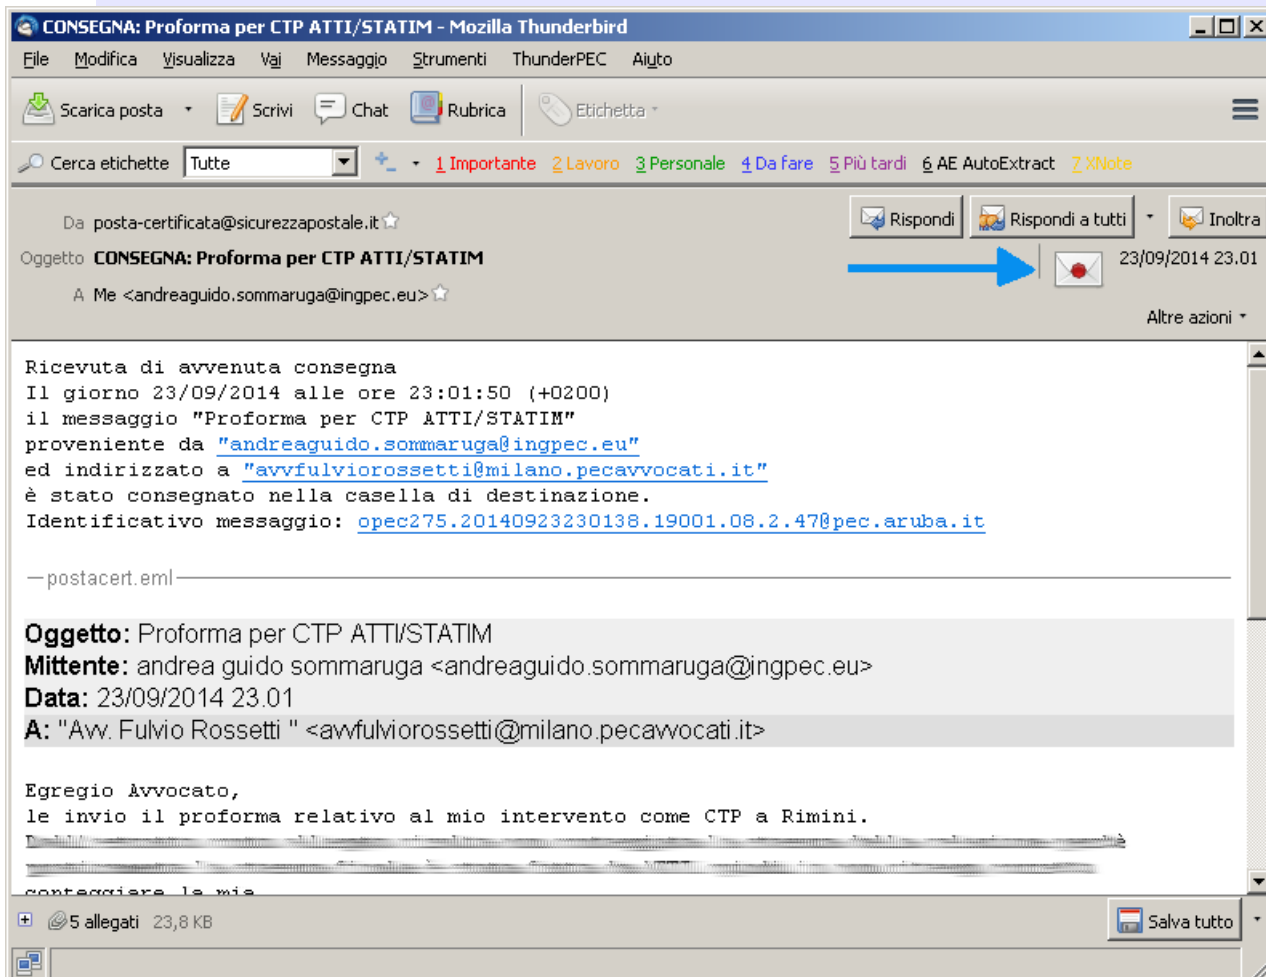 CONSEGNA: Proforma per CTP ATTI/STATIM - Mozilla Thunderbird
File Modifica Visualizza Vai Messaggio Strumenti ThunderPEC Aiuto
Scarica posta Scrivi Chat Rubrica Etichetta
Cerca etichette Tutte 1 Importante 2 Lavoro 3 Personale 4 Da fare 5 Più tardi 6 AE AutoExtract 7 XNote
Da posta-certificata@sicurezzapostale.it Rispondi Rispondi a tutti Inoltra
Oggetto CONSEGNA: Proforma per CTP ATTI/STATIM 23/09/2014 23.01
A Me <andreaguido.sommaruga@ingpec.eu>
Altre azioni
Ricevuta di avvenuta consegna
Il giorno 23/09/2014 alle ore 23:01:50 (+0200)
il messaggio "Proforma per CTP ATTI/STATIM"
proveniente da "andreaguido.sommaruga@ingpec.eu"
ed indirizzato a "avvfulviorossetti@milano.pecavvocati.it"
è stato consegnato nella casella di destinazione.
Identificativo messaggio: opec275.20140923230138.19001.08.2.47@pec.aruba.it
postacert.eml
Oggetto: Proforma per CTP ATTI/STATIM
Mittente: andrea guido sommaruga <andreaguido.sommaruga@ingpec.eu>
Data: 23/09/2014 23.01
A: "Avv. Fulvio Rossetti " <avvfulviorossetti@milano.pecavvocati.it>
Egregio Avvocato,
le invio il proforma relativo al mio intervento come CTP a Rimini.
conteggiare la mia
5 allegati 23,8 KB Salva tutto